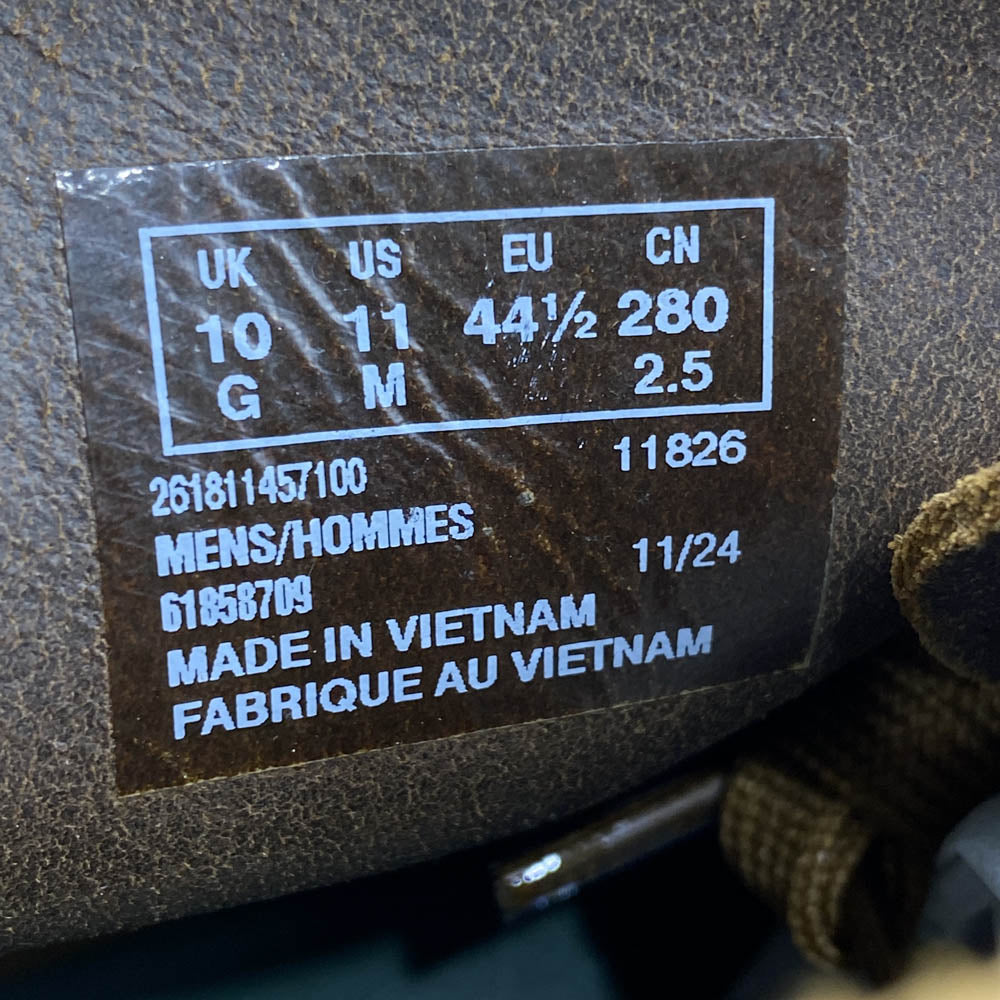 UK US EU CN
10 11 44½ 280
G M 2.5
261811457100 11826
MENS/HOMMES
61858709 11/24
MADE IN VIETNAM
FABRIQUE AU VIETNAM